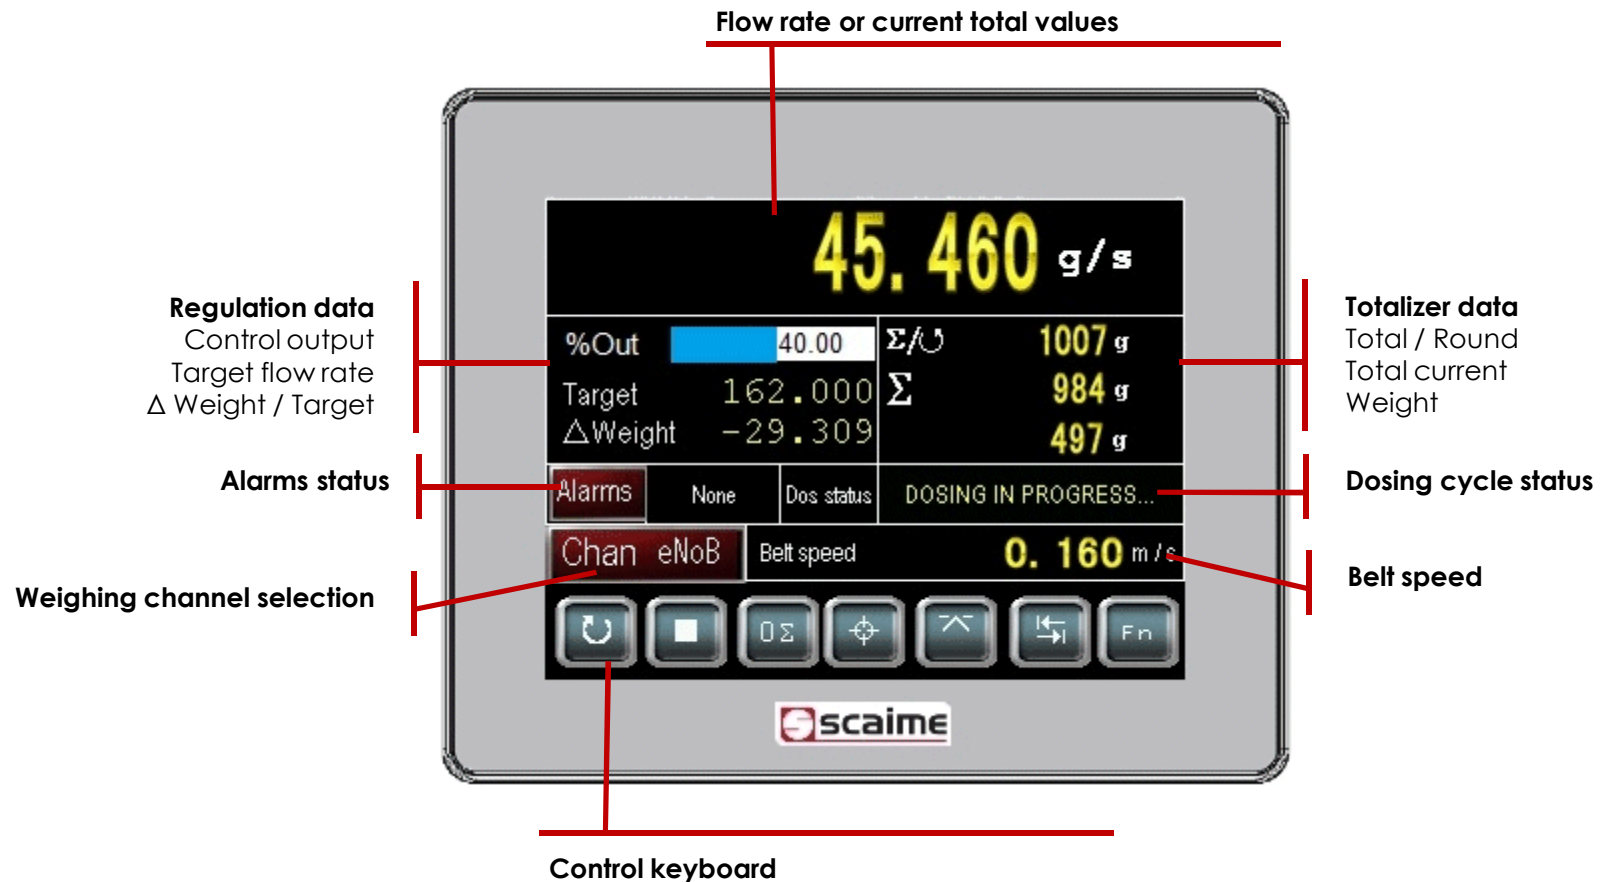 Flow rate or current total values
45.460 g/s
Regulation data
Control output
Target flow rate
Δ Weight / Target
%Out 40.00
Target 162.000
△Weight -29.309
Σ/↻ 1007 g
Σ 984 g
497 g
Totalizer data
Total / Round
Total current
Weight
Alarms status
Alarms None Dos status DOSING IN PROGRESS...
Dosing cycle status
Chan eNoB Belt speed 0.160 m/s
Belt speed
Weighing channel selection
0Σ Fn
scaime
Control keyboard